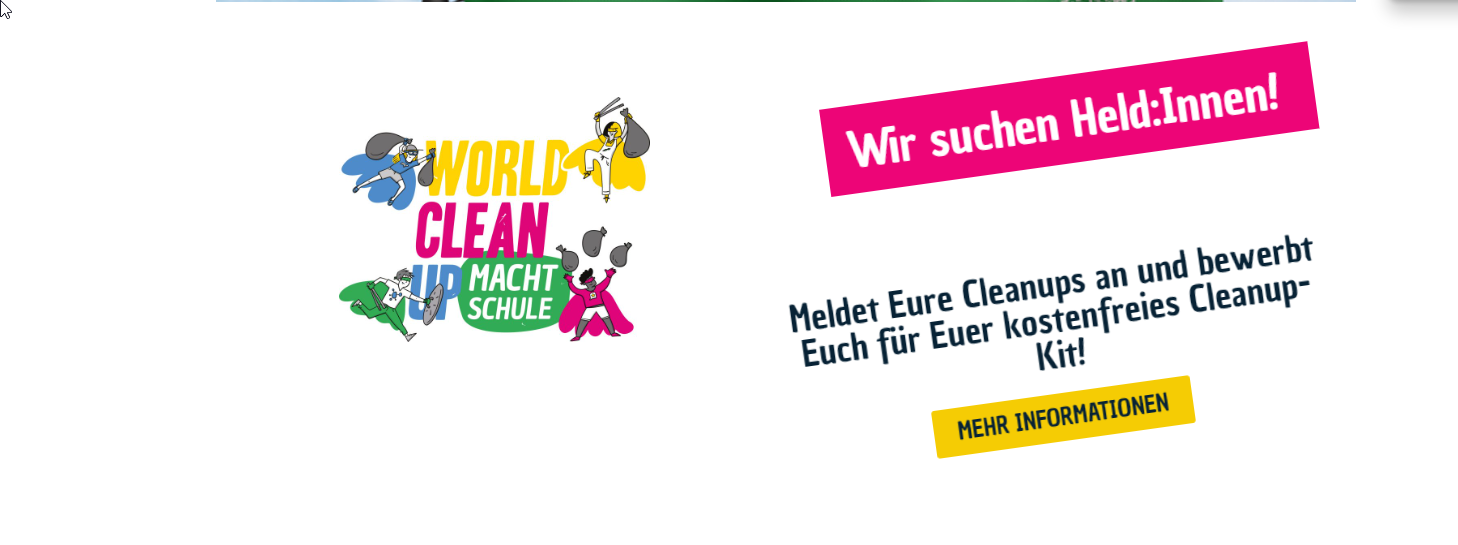 WORLD
CLEAN
UP MACHT
SCHULE
Wir suchen Held:Innen!
Meldet Eure Cleanups an und bewerbt
Euch für Euer kostenfreies Cleanup-
Kit!
MEHR INFORMATIONEN